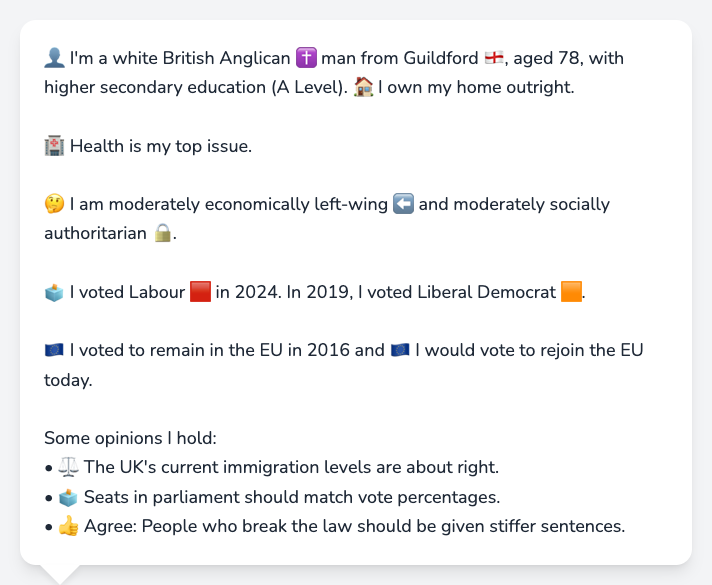 👤 I'm a white British Anglican ✝️ man from Guildford 🏴󠁧󠁢󠁥󠁮󠁧󠁿, aged 78, with
higher secondary education (A Level). 🏠 I own my home outright.
🏥 Health is my top issue.
🤔 I am moderately economically left-wing ⬅️ and moderately socially
authoritarian 🔒.
🗳️ I voted Labour 🟥 in 2024. In 2019, I voted Liberal Democrat 🟧.
🇪🇺 I voted to remain in the EU in 2016 and 🇪🇺 I would vote to rejoin the EU
today.
Some opinions I hold:
• ⚖️ The UK's current immigration levels are about right.
• 🗳️ Seats in parliament should match vote percentages.
• 👍 Agree: People who break the law should be given stiffer sentences.